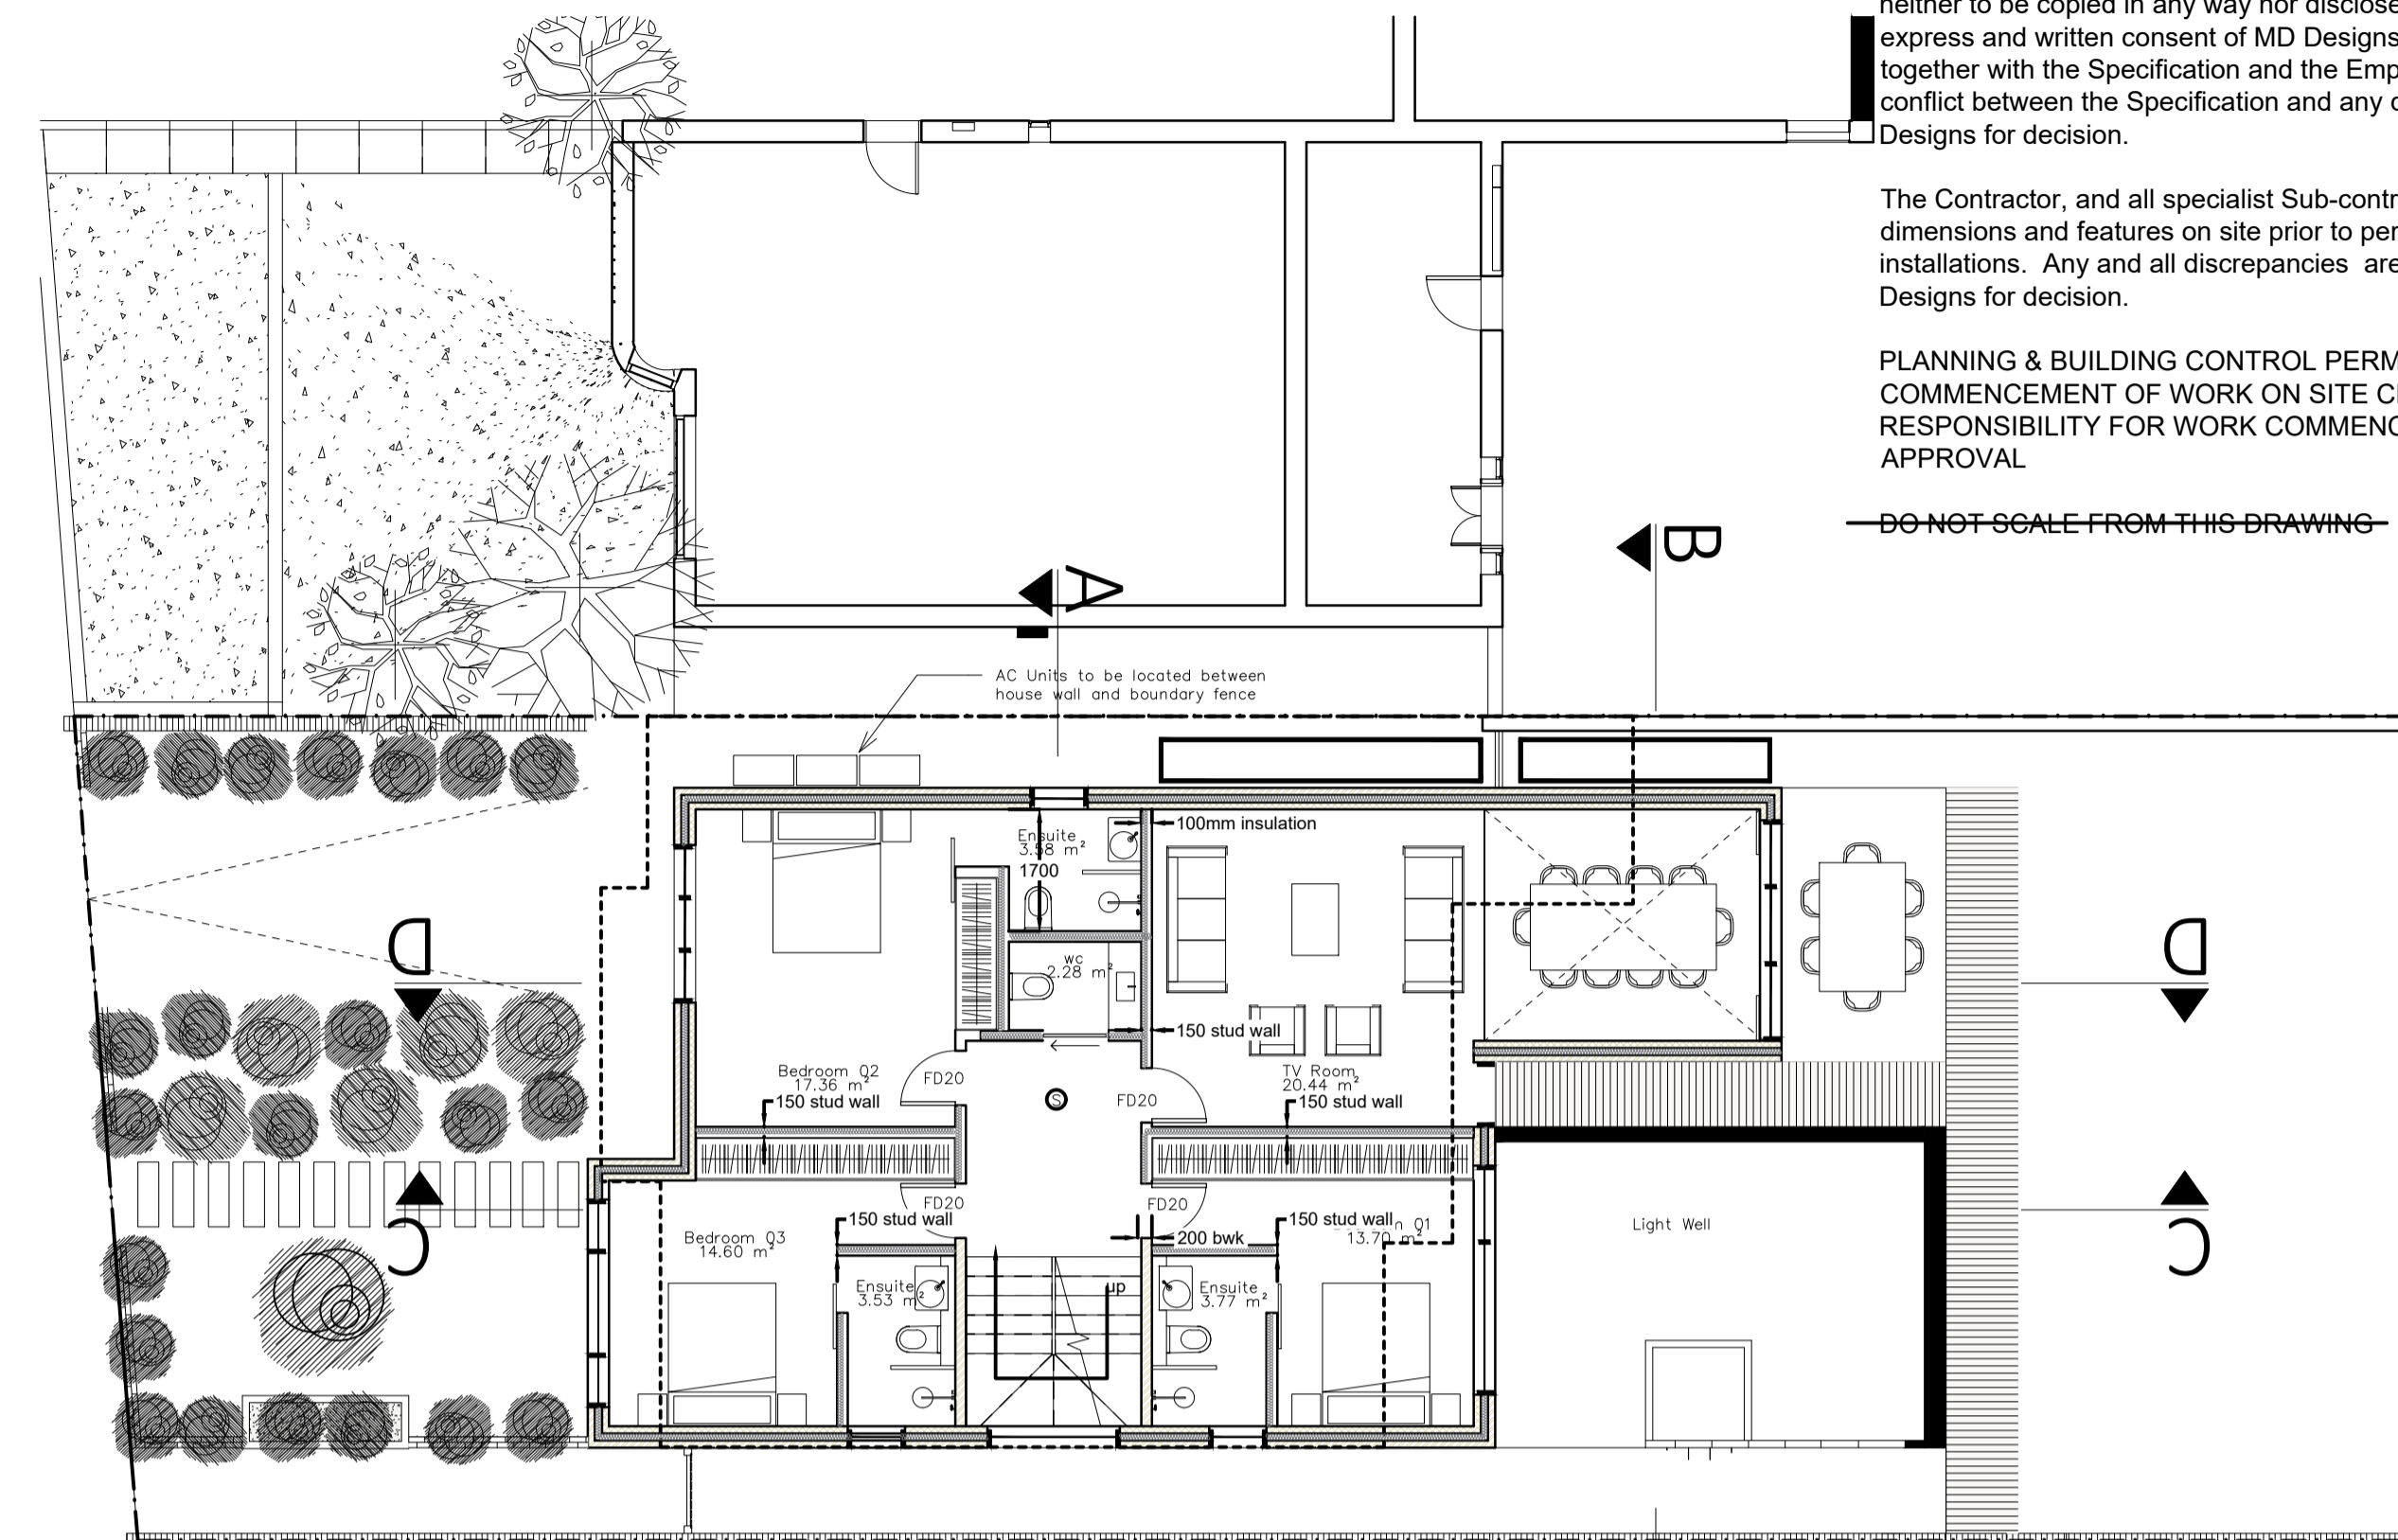 neither to be copied in any way nor disclose
express and written consent of MD Designs
together with the Specification and the Emp
conflict between the Specification and any
Designs for decision.
The Contractor, and all specialist Sub-contr
dimensions and features on site prior to per
installations.  Any and all discrepancies  are
Designs for decision.
PLANNING & BUILDING CONTROL PERM
COMMENCEMENT OF WORK ON SITE
RESPONSIBILITY FOR WORK COMMENC
APPROVAL
DO NOT SCALE FROM THIS DRAWING
B
A
AC Units to be located between
house wall and boundary fence
100mm insulation
Ensuite
3.58 m²
1700
D
D
wc
2.28 m²
150 stud wall
Bedroom 02
17.36 m²
150 stud wall
FD20
S
FD20
TV Room
20.44 m²
150 stud wall
FD20
FD20
C
C
Bedroom 03
14.60 m²
150 stud wall
200 bwk
150 stud wall
01
13.70 m²
Light Well
Ensuite
3.53 m²
up
Ensuite
3.77 m²